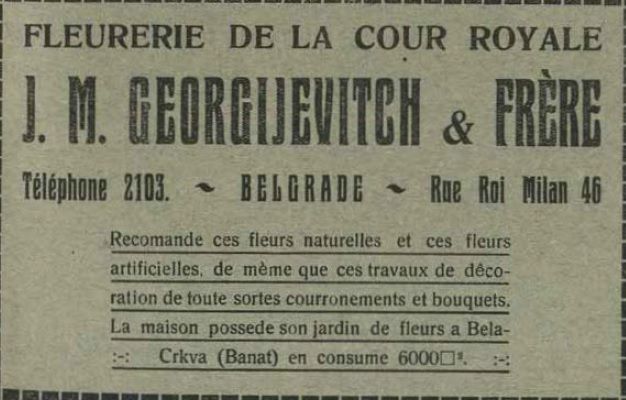 FLEURERIE DE LA COUR ROYALE
J. M. GEORGIJEVITCH & FRÈRE
Téléphone 2103. ~ BELGRADE ~ Rue Roi Milan 46
Recomande ces fleurs naturelles et ces fleurs
artificielles, de mème que ces travaux de déco-
ration de toute sortes courronements et bouquets.
La maison possede son jardin de fleurs a Bela-
:-: Crkva (Banat) en consume 6000□². :-: